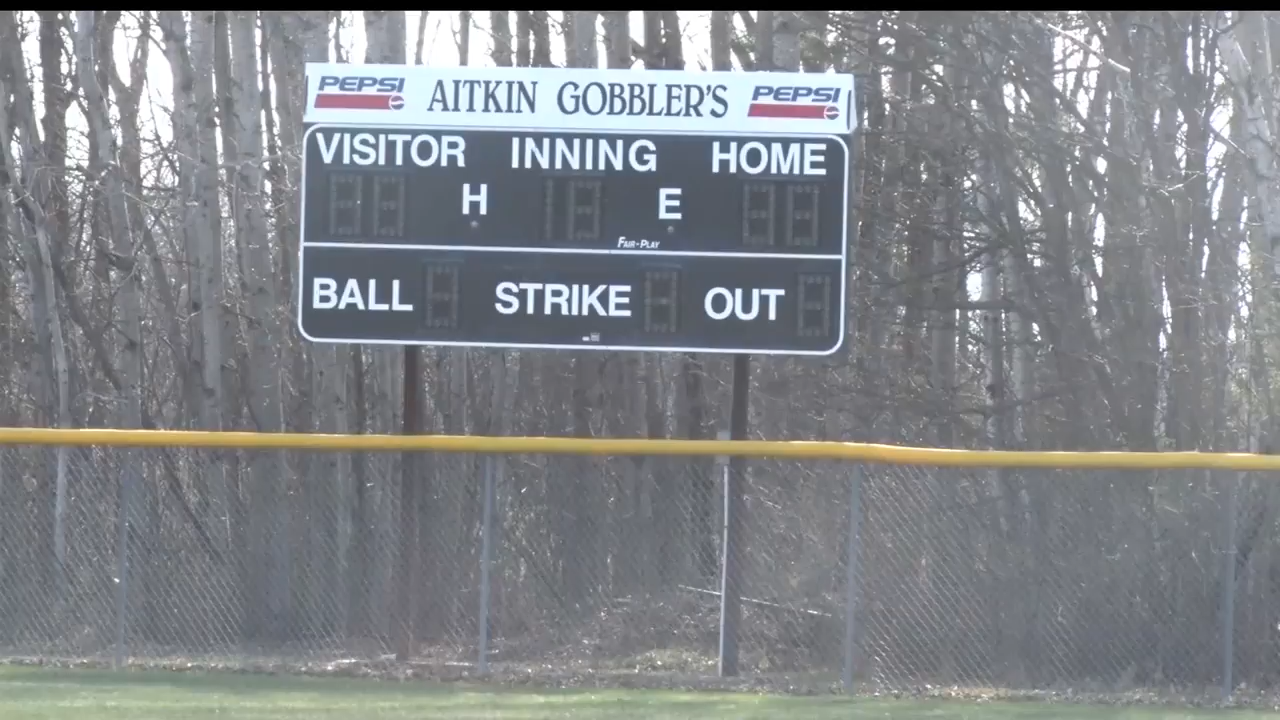 PEPSI AITKIN GOBBLER'S PEPSI
VISITOR INNING HOME
H E
FAIR-PLAY
BALL STRIKE OUT